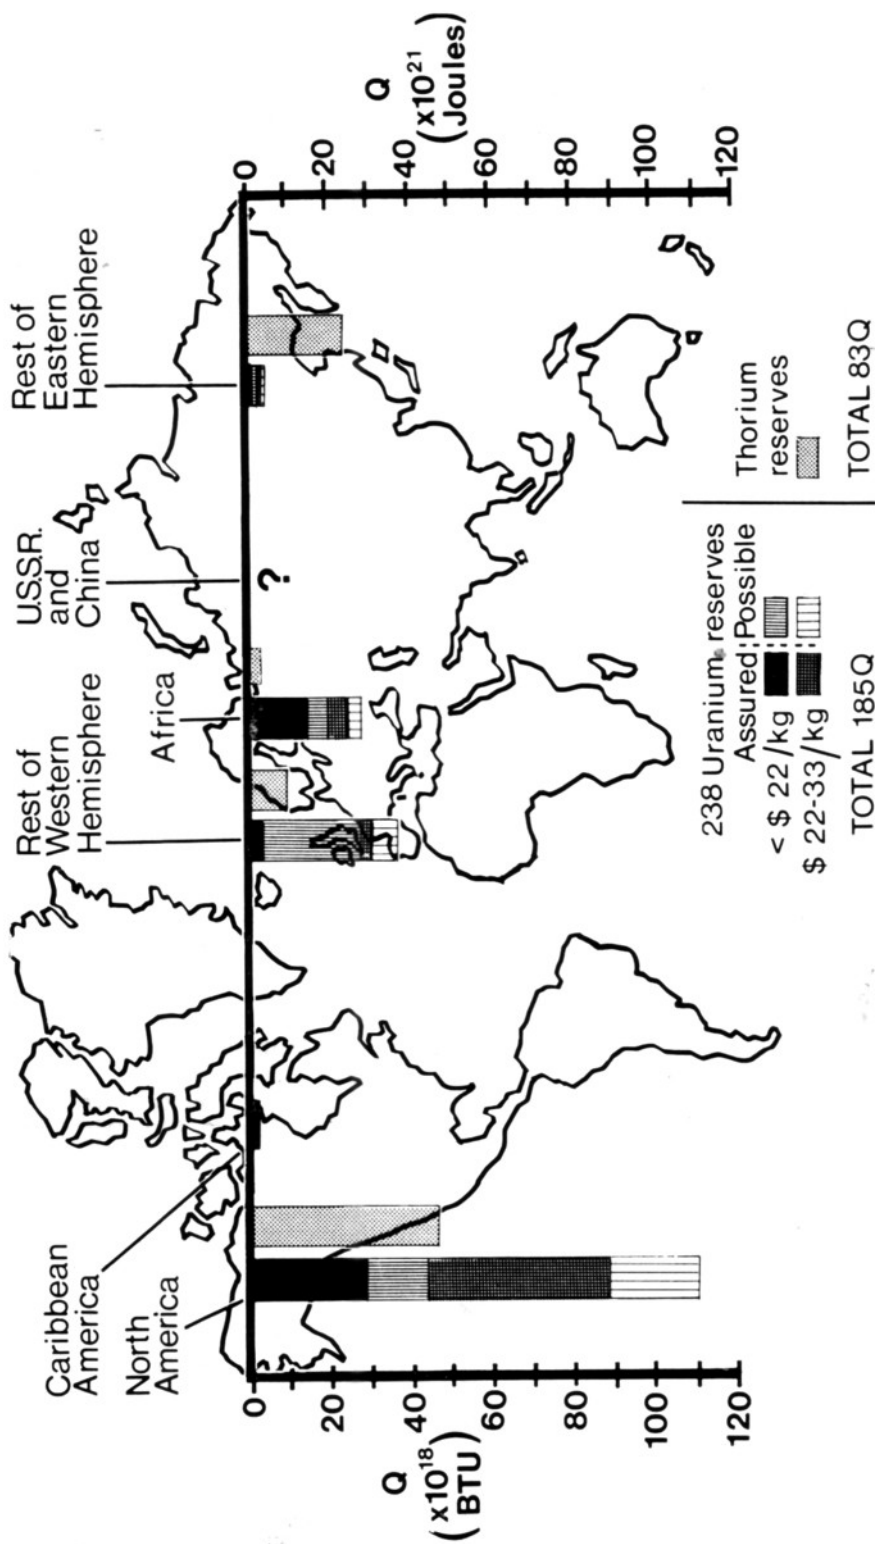 Caribbean
America
North
America
Rest of
Western
Hemisphere
Africa
U.S.S.R.
and
China
Rest of
Eastern
Hemisphere
?
0
20
40
60
80
100
120
Q
(x10^18)
BTU
0
20
40
60
80
100
120
Q
(x10^21)
Joules
238 Uranium reserves
Assured Possible
< $ 22/kg
$ 22-33/kg
TOTAL 185Q
Thorium
reserves
TOTAL 83Q